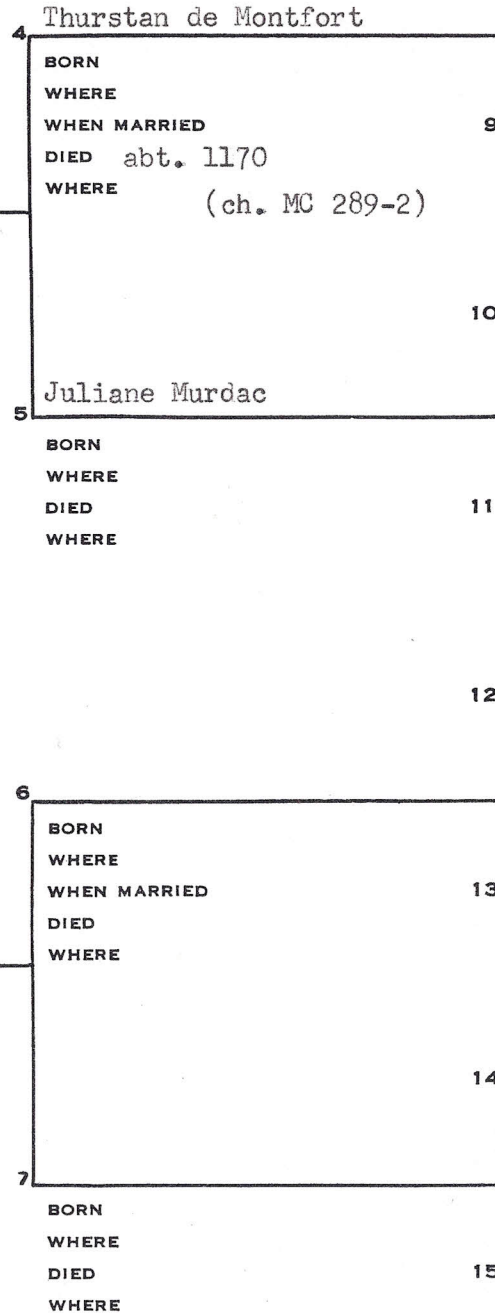 Thurstan de Montfort
4
BORN
WHERE
WHEN MARRIED
9
DIED abt. 1170
WHERE
(ch. MC 289-2)
10
Juliane Murdac
5
BORN
WHERE
DIED
11
WHERE
12
6
BORN
WHERE
WHEN MARRIED
13
DIED
WHERE
14
7
BORN
WHERE
DIED
15
WHERE